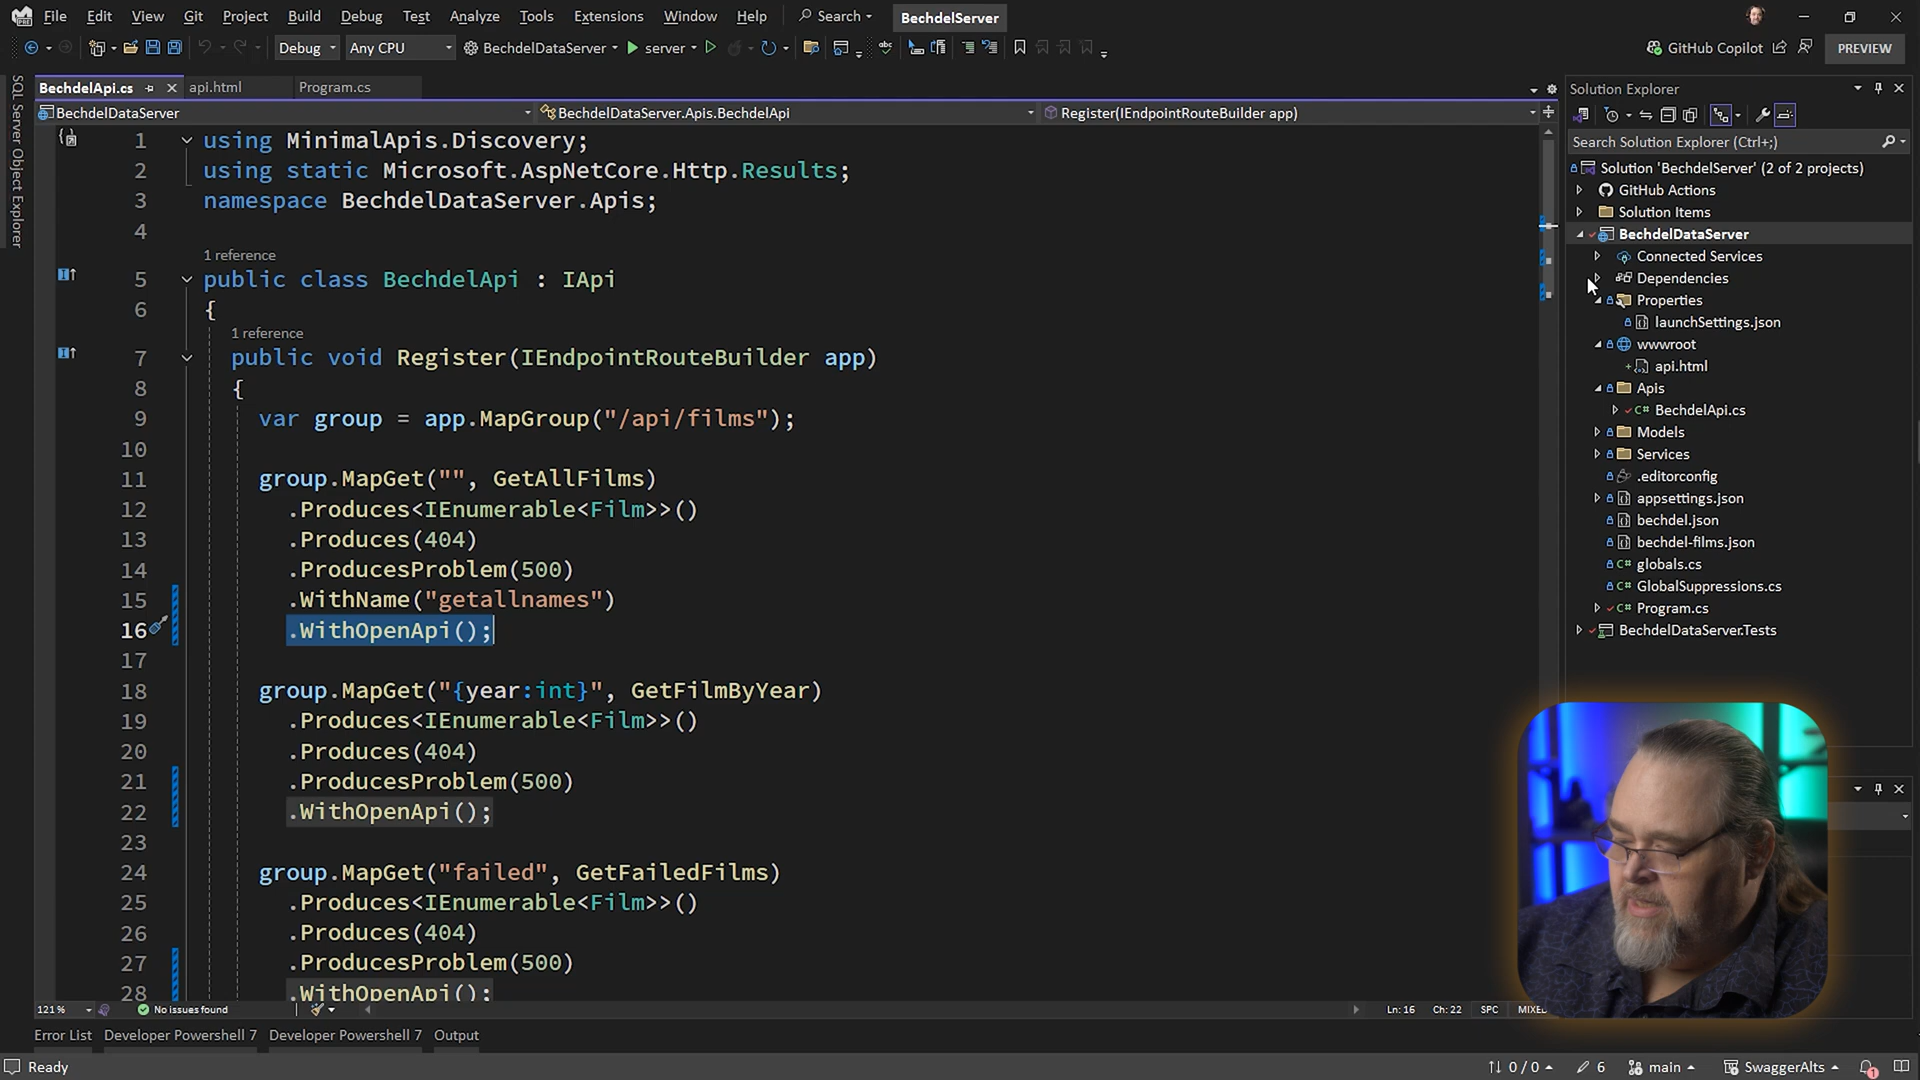 File Edit View Git Project Build Debug Test Analyze Tools Extensions Window Help Search BechdelServer
Debug Any CPU BechdelDataServer server GitHub Copilot PREVIEW
SQL Server Object Explorer
BechdelApi.cs api.html Program.cs
BechdelDataServer BechdelDataServer.Apis.BechdelApi Register(IEndpointRouteBuilder app)
1 using MinimalApis.Discovery;
2 using static Microsoft.AspNetCore.Http.Results;
3 namespace BechdelDataServer.Apis;
4
1 reference
5 public class BechdelApi : IApi
6 {
1 reference
7 public void Register(IEndpointRouteBuilder app)
8 {
9 var group = app.MapGroup("/api/films");
10
11 group.MapGet("", GetAllFilms)
12 .Produces<IEnumerable<Film>>()
13 .Produces(404)
14 .ProducesProblem(500)
15 .WithName("getallnames")
16 .WithOpenApi();
17
18 group.MapGet("{year:int}", GetFilmByYear)
19 .Produces<IEnumerable<Film>>()
20 .Produces(404)
21 .ProducesProblem(500)
22 .WithOpenApi();
23
24 group.MapGet("failed", GetFailedFilms)
25 .Produces<IEnumerable<Film>>()
26 .Produces(404)
27 .ProducesProblem(500)
28 .WithOpenApi();
121 % No issues found Ln: 16 Ch: 22 SPC MIXED
Solution Explorer
Search Solution Explorer (Ctrl+;)
Solution 'BechdelServer' (2 of 2 projects)
GitHub Actions
Solution Items
BechdelDataServer
Connected Services
Dependencies
Properties
launchSettings.json
wwwroot
api.html
Apis
C# BechdelApi.cs
Models
Services
.editorconfig
appsettings.json
bechdel.json
bechdel-films.json
C# globals.cs
C# GlobalSuppressions.cs
C# Program.cs
BechdelDataServer.Tests
Error List Developer Powershell 7 Developer Powershell 7 Output
Ready 0 / 0 6 main SwaggerAlts 1